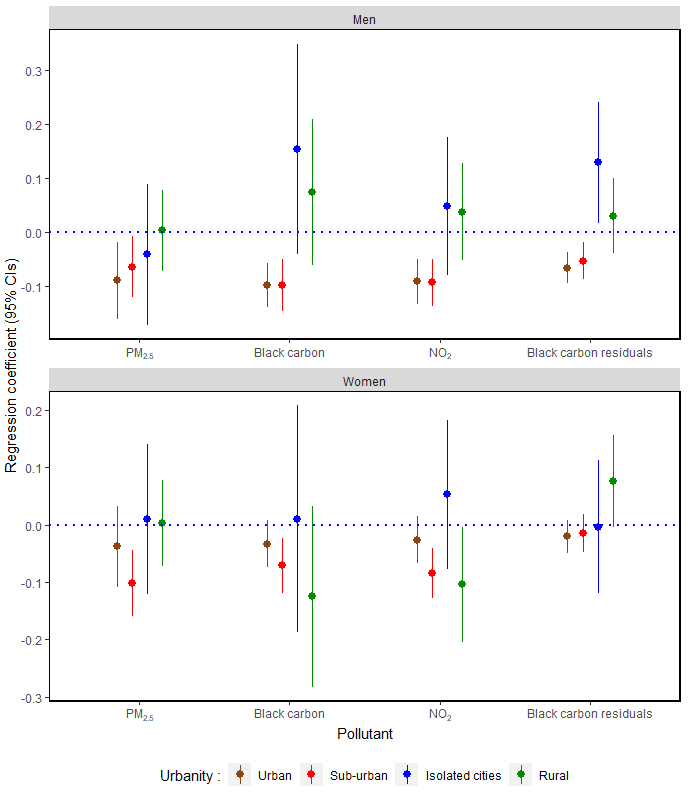 Men
0.3
0.2
0.1
0.0
-0.1
PM2.5 Black carbon NO2 Black carbon residuals
Regression coefficient (95% CIs)
Women
0.2
0.1
0.0
-0.1
-0.2
-0.3
PM2.5 Black carbon NO2 Black carbon residuals
Pollutant
Urbanity : Urban Sub-urban Isolated cities Rural